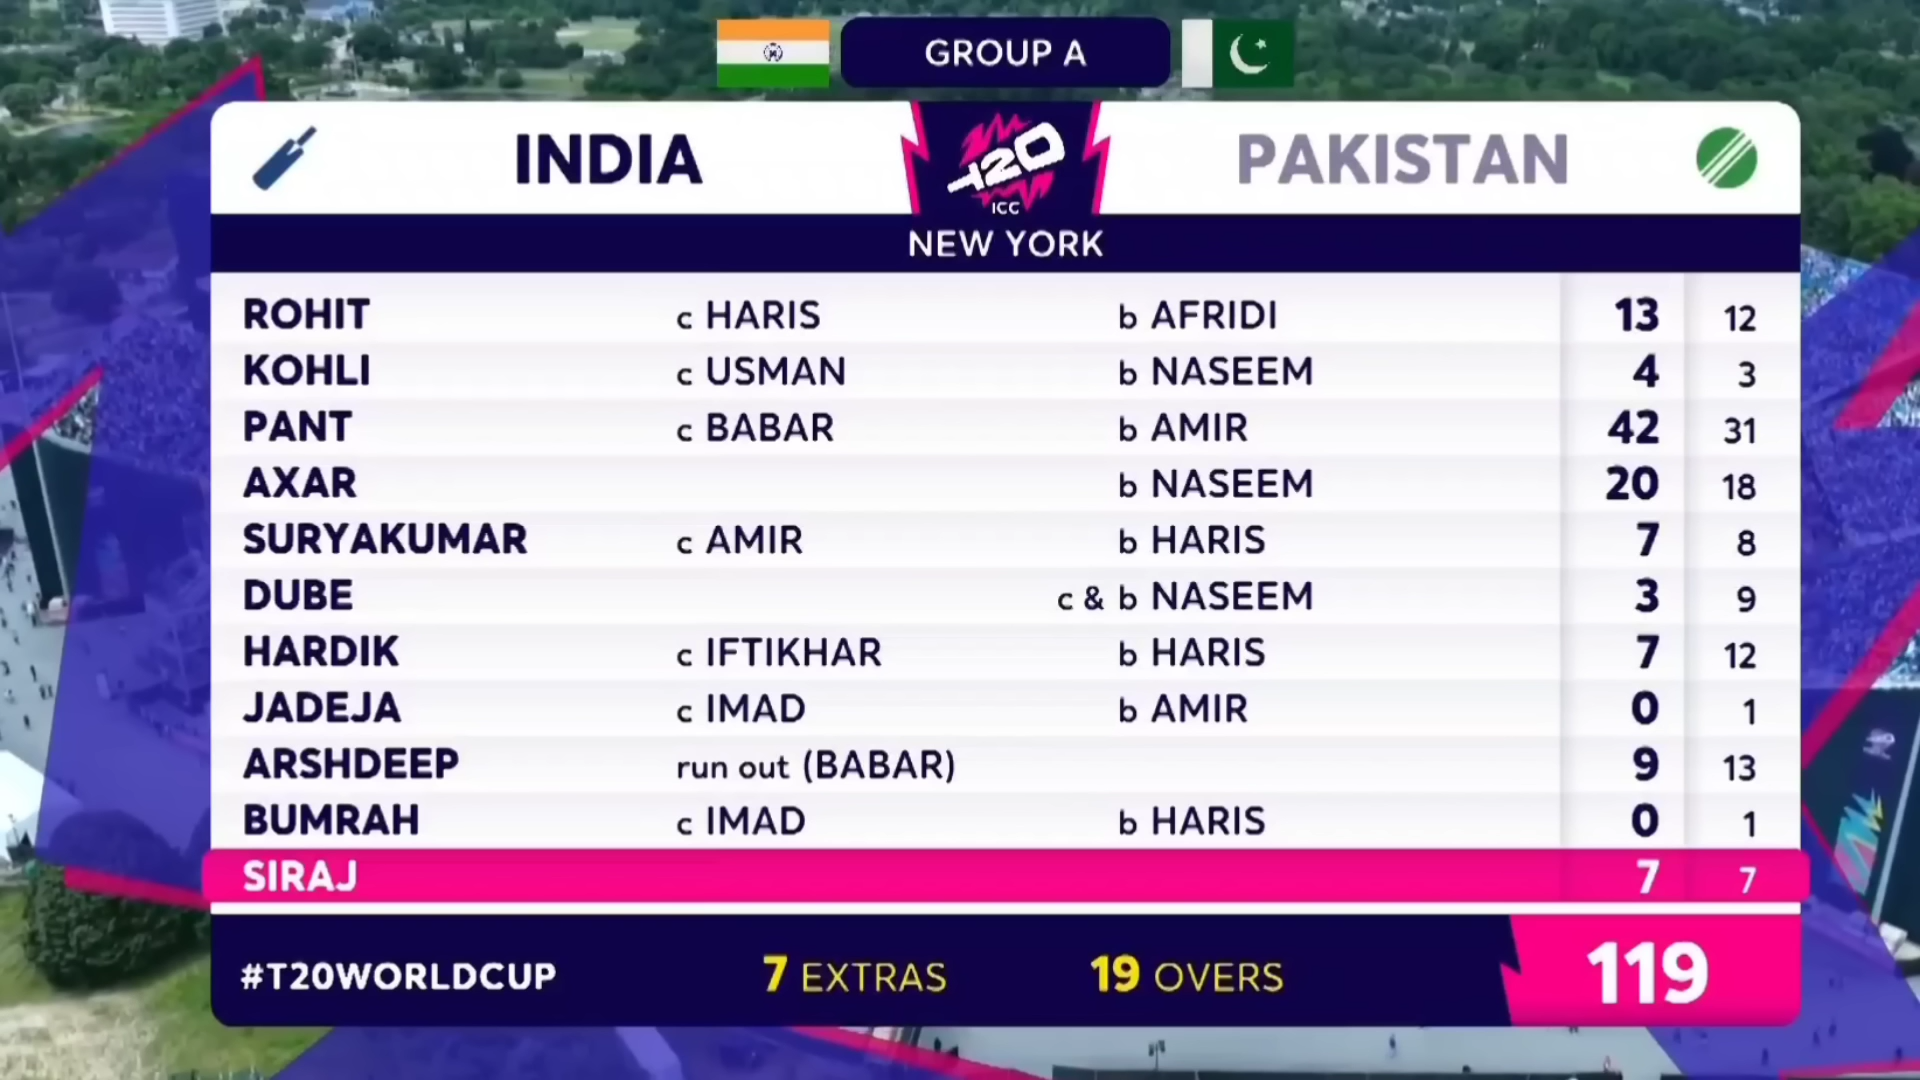 GROUP A
INDIA T20 PAKISTAN
ICC
NEW YORK
ROHIT c HARIS b AFRIDI 13 12
KOHLI c USMAN b NASEEM 4 3
PANT c BABAR b AMIR 42 31
AXAR b NASEEM 20 18
SURYAKUMAR c AMIR b HARIS 7 8
DUBE c & b NASEEM 3 9
HARDIK c IFTIKHAR b HARIS 7 12
JADEJA c IMAD b AMIR 0 1
ARSHDEEP run out (BABAR) 9 13
BUMRAH c IMAD b HARIS 0 1
SIRAJ 7 7
#T20WORLDCUP 7 EXTRAS 19 OVERS 119